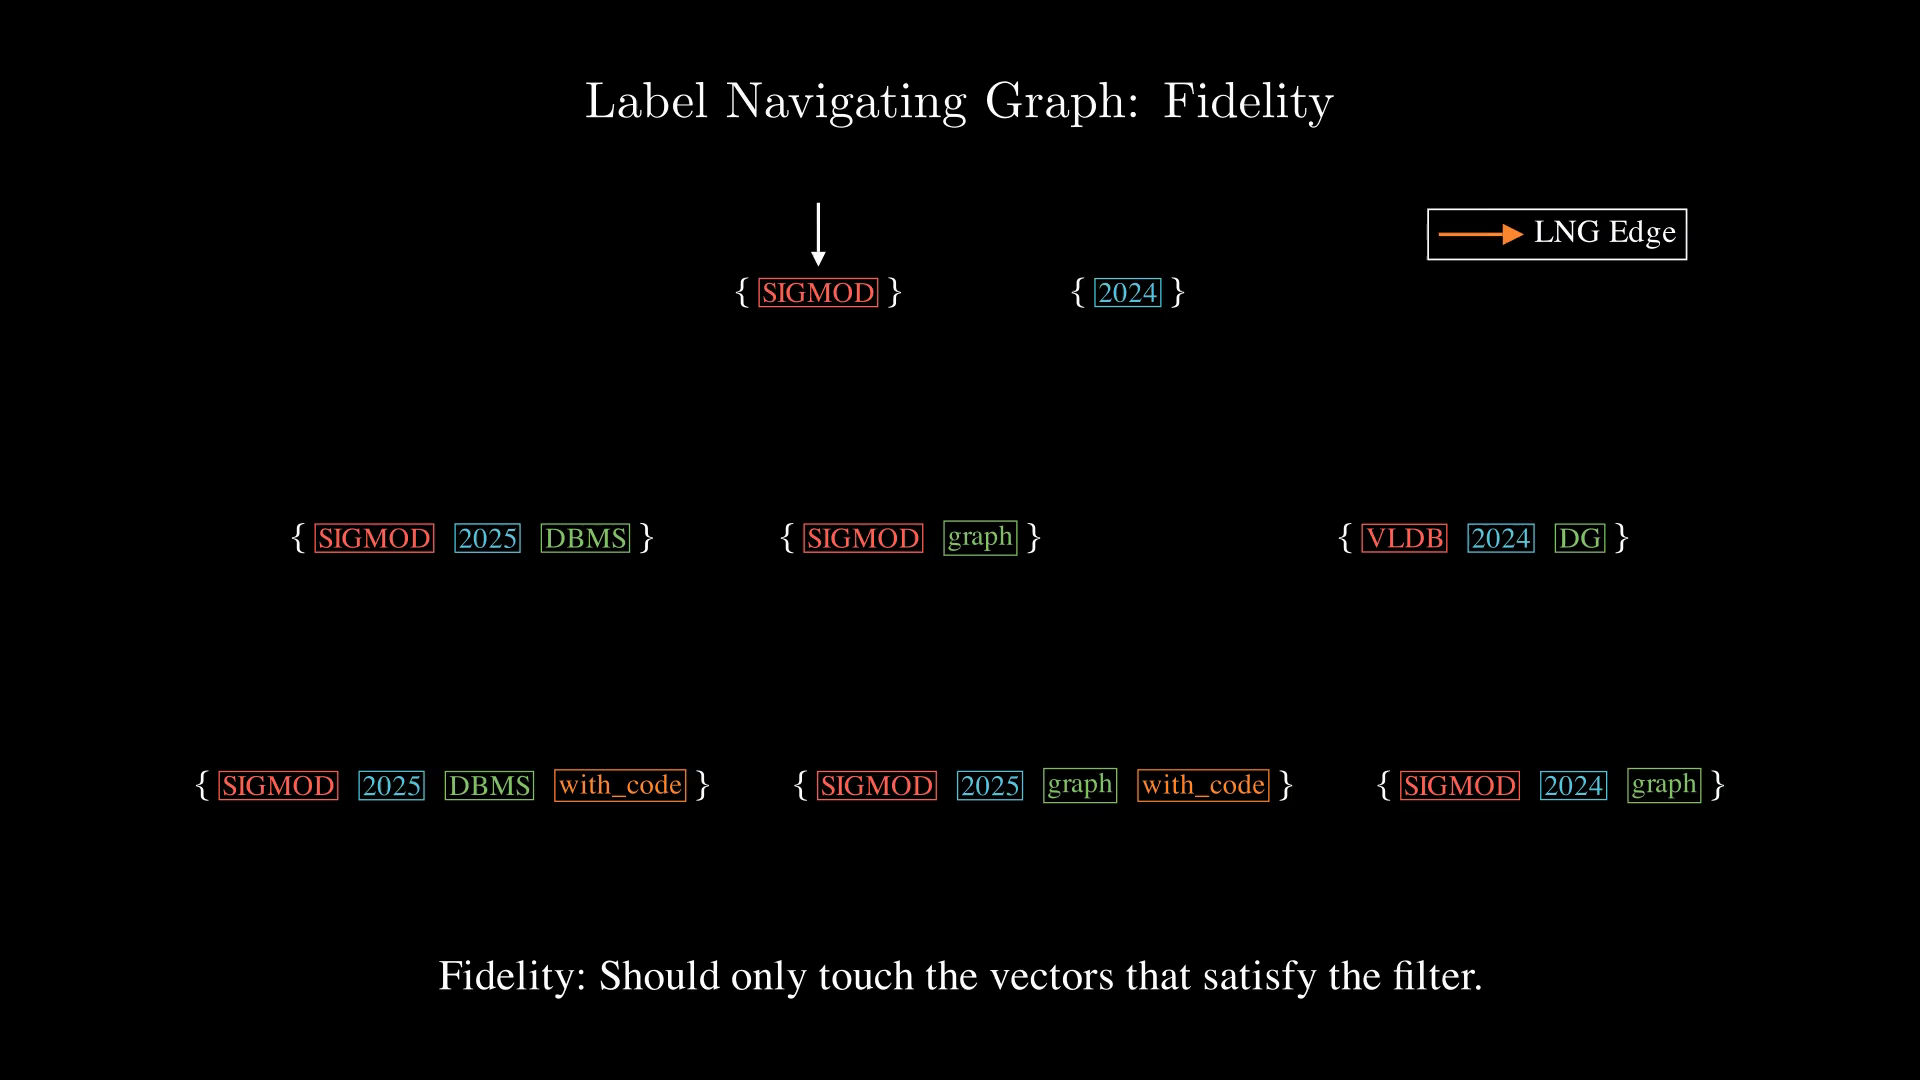 Label Navigating Graph: Fidelity
LNG Edge
{ SIGMOD } { 2024 }
{ SIGMOD 2025 DBMS } { SIGMOD graph } { VLDB 2024 DG }
{ SIGMOD 2025 DBMS with_code } { SIGMOD 2025 graph with_code } { SIGMOD 2024 graph }
Fidelity: Should only touch the vectors that satisfy the filter.